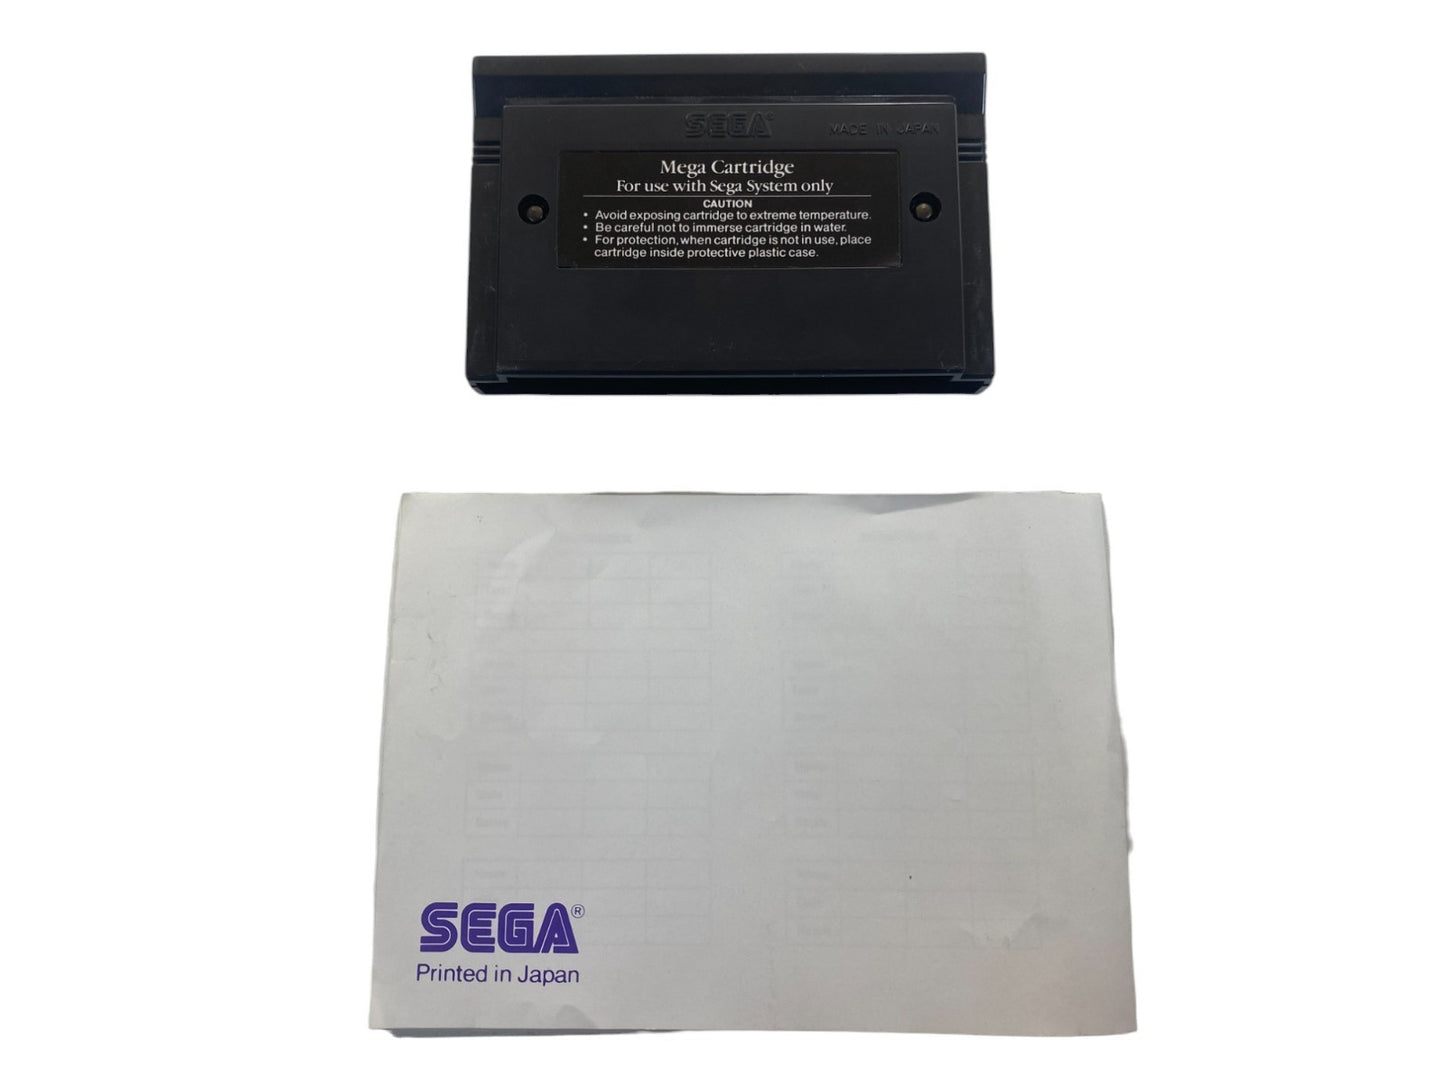 SEGA®
MADE IN JAPAN
Mega Cartridge
For use with Sega System only
CAUTION
• Avoid exposing cartridge to extreme temperature.
• Be careful not to immerse cartridge in water.
• For protection, when cartridge is not in use, place
cartridge inside protective plastic case.
SEGA®
Printed in Japan